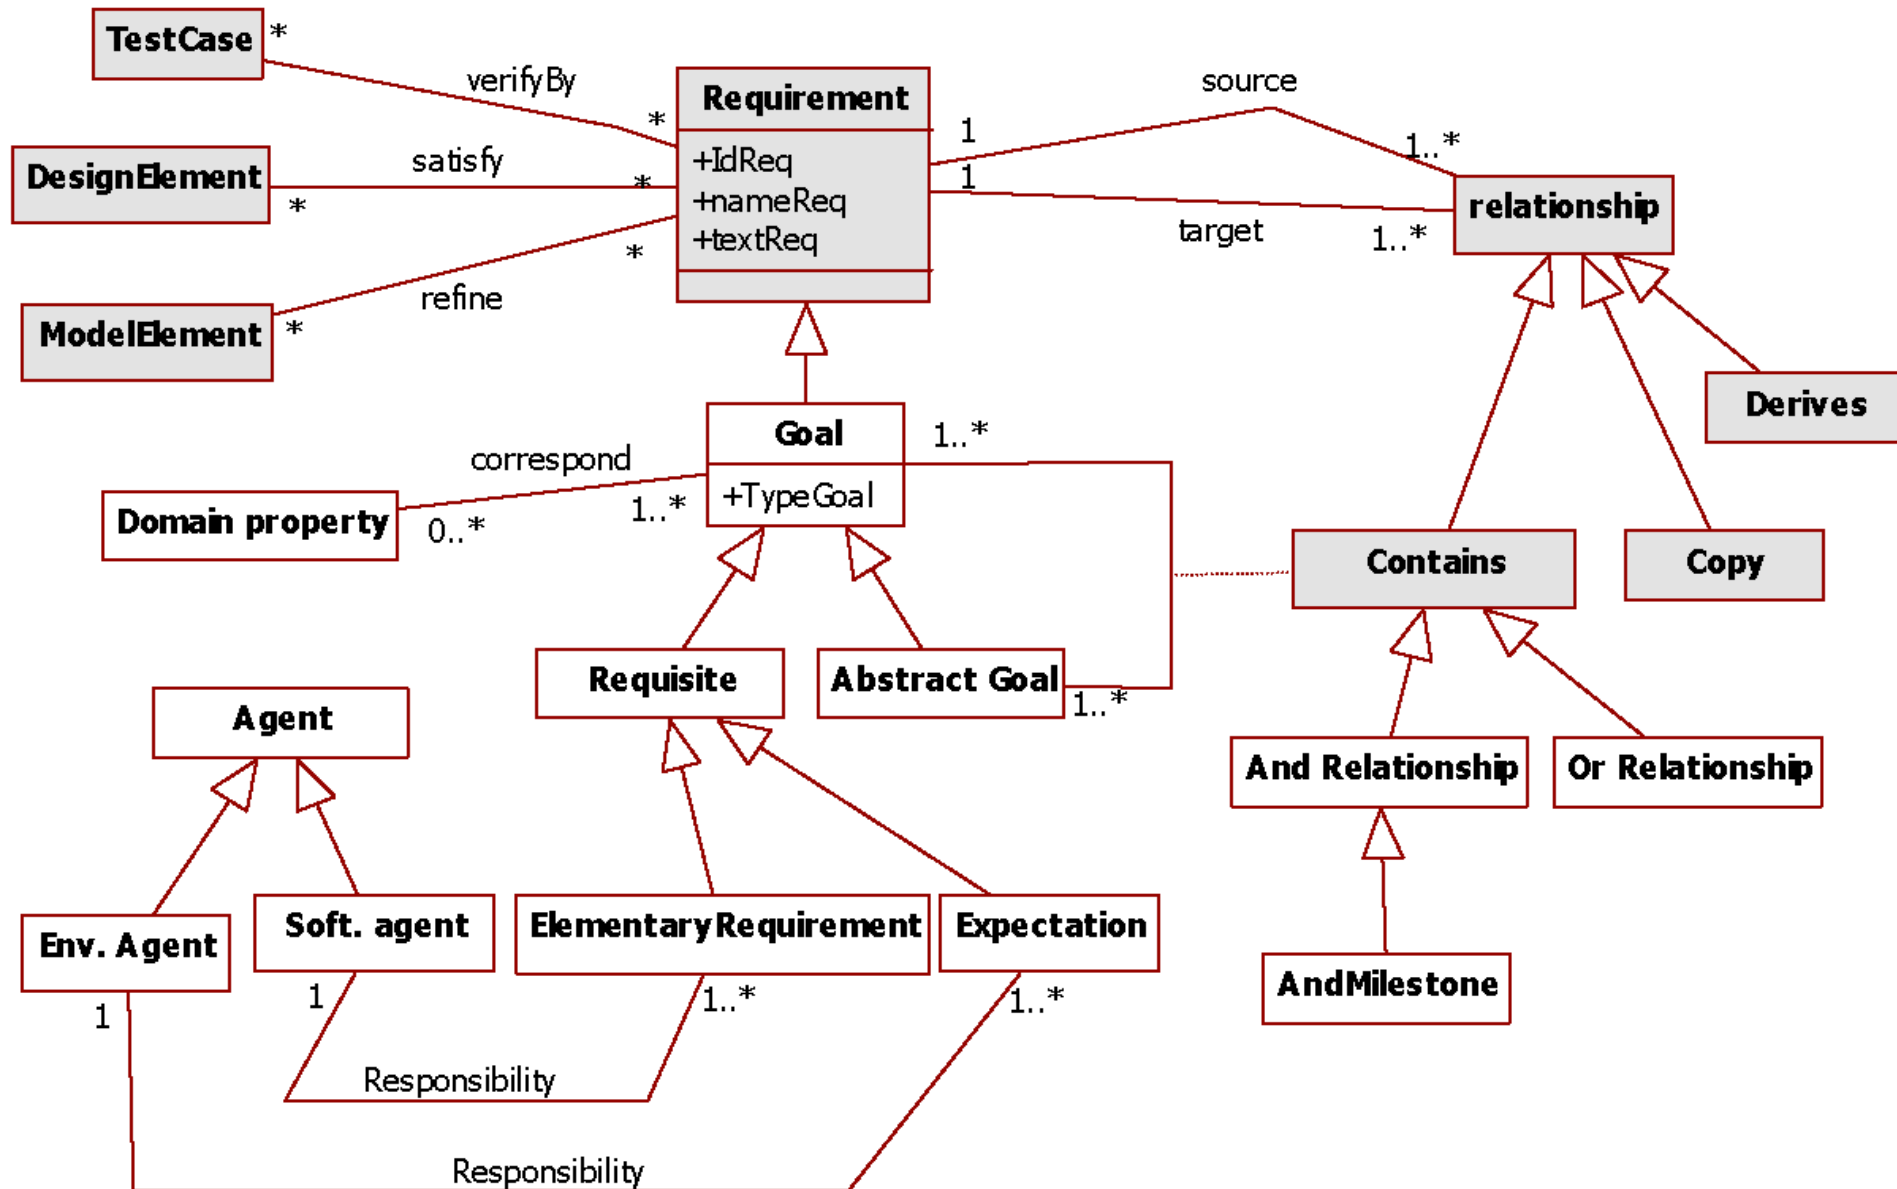 TestCase
*
verifyBy
*
Requirement
+IdReq
+nameReq
+textReq
source
1
1..*
1
target
1..*
relationship
DesignElement
satisfy
*
*
ModelElement
refine
*
*
Derives
Goal
+TypeGoal
1..*
correspond
1..*
0..*
Domain property
Contains
Copy
Requisite
Abstract Goal
1..*
Agent
And Relationship
Or Relationship
Env. Agent
Soft. agent
ElementaryRequirement
Expectation
AndMilestone
1
1
1..*
1..*
Responsibility
Responsibility